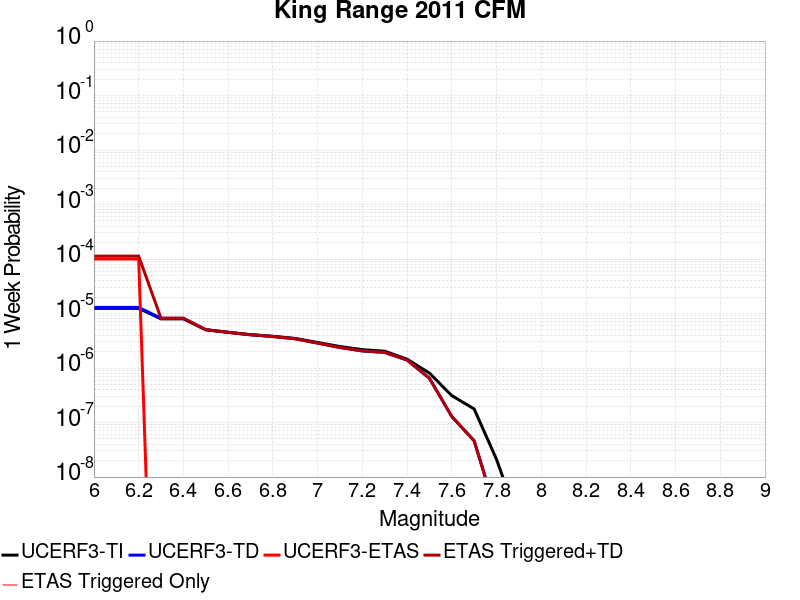 King Range 2011 CFM
10^0
10^-1
10^-2
10^-3
10^-4
10^-5
10^-6
10^-7
10^-8
1 Week Probability
6 6.2 6.4 6.6 6.8 7 7.2 7.4 7.6 7.8 8 8.2 8.4 8.6 8.8 9
Magnitude
UCERF3-TI UCERF3-TD UCERF3-ETAS ETAS Triggered+TD
ETAS Triggered Only